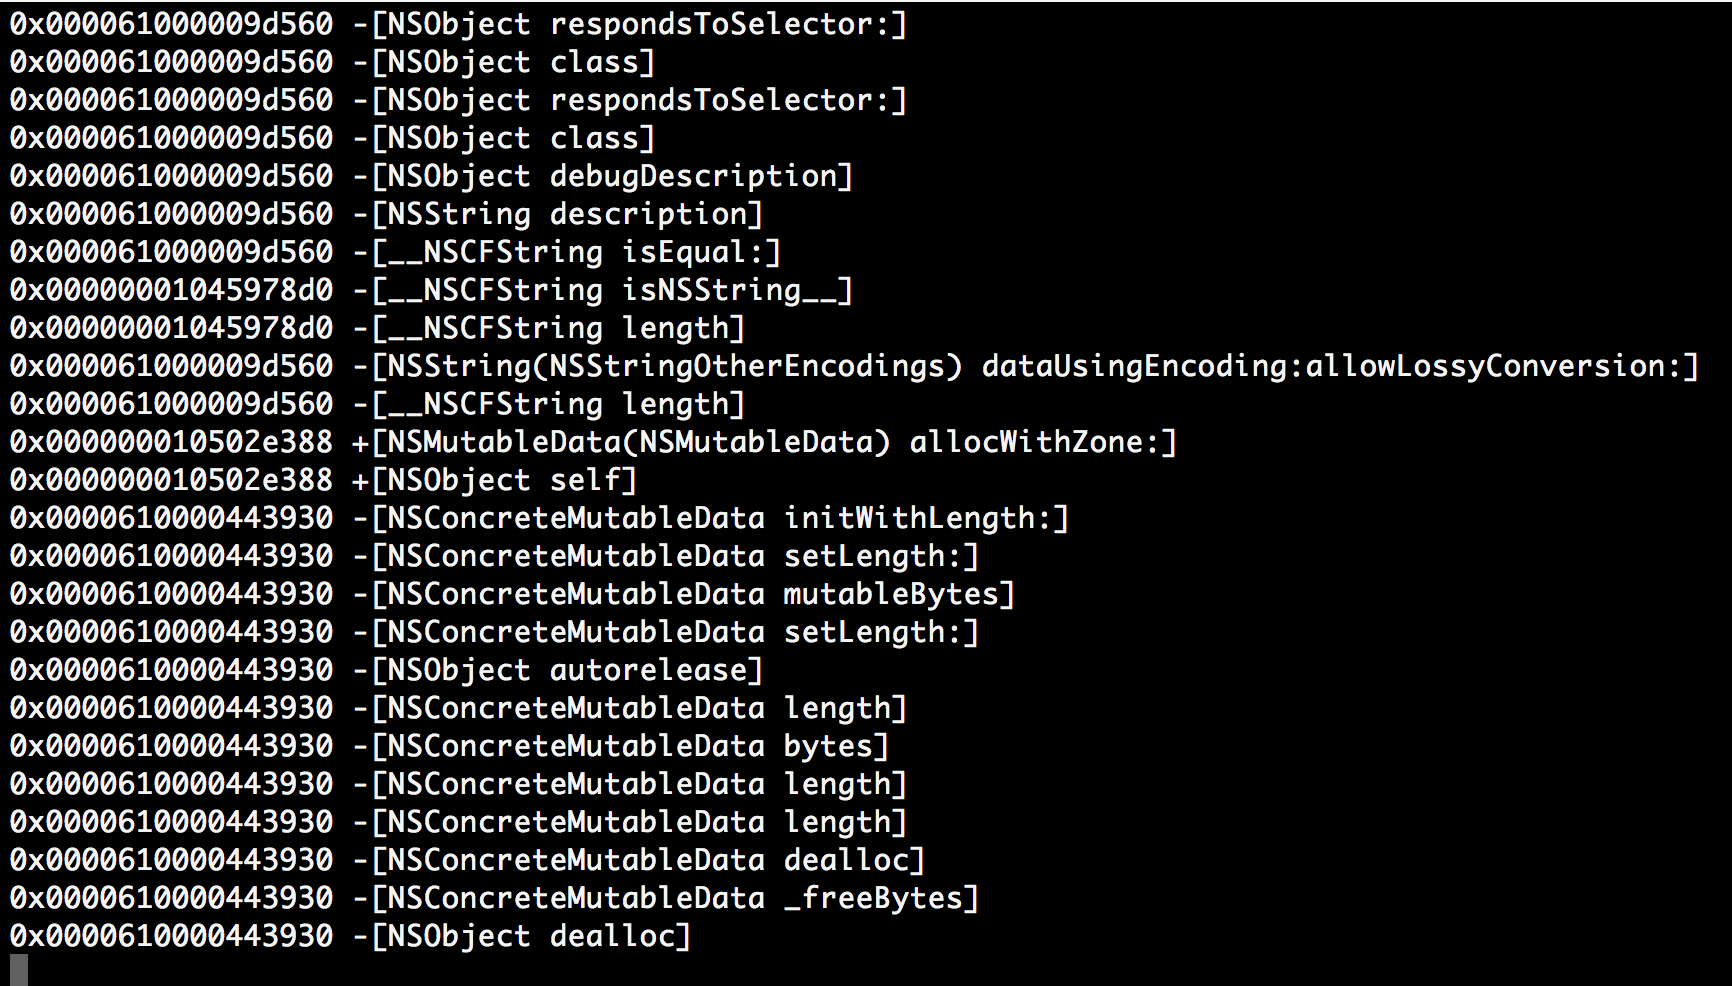 0x000061000009d560 -[NSObject respondsToSelector:]
0x000061000009d560 -[NSObject class]
0x000061000009d560 -[NSObject respondsToSelector:]
0x000061000009d560 -[NSObject class]
0x000061000009d560 -[NSObject debugDescription]
0x000061000009d560 -[NSString description]
0x000061000009d560 -[__NSCFString isEqual:]
0x00000001045978d0 -[__NSCFString isNSString__]
0x00000001045978d0 -[__NSCFString length]
0x000061000009d560 -[NSString(NSStringOtherEncodings) dataUsingEncoding:allowLossyConversion:]
0x000061000009d560 -[__NSCFString length]
0x000000010502e388 +[NSMutableData(NSMutableData) allocWithZone:]
0x000000010502e388 +[NSObject self]
0x0000610000443930 -[NSConcreteMutableData initWithLength:]
0x0000610000443930 -[NSConcreteMutableData setLength:]
0x0000610000443930 -[NSConcreteMutableData mutableBytes]
0x0000610000443930 -[NSConcreteMutableData setLength:]
0x0000610000443930 -[NSObject autorelease]
0x0000610000443930 -[NSConcreteMutableData length]
0x0000610000443930 -[NSConcreteMutableData bytes]
0x0000610000443930 -[NSConcreteMutableData length]
0x0000610000443930 -[NSConcreteMutableData length]
0x0000610000443930 -[NSConcreteMutableData dealloc]
0x0000610000443930 -[NSConcreteMutableData _freeBytes]
0x0000610000443930 -[NSObject dealloc]